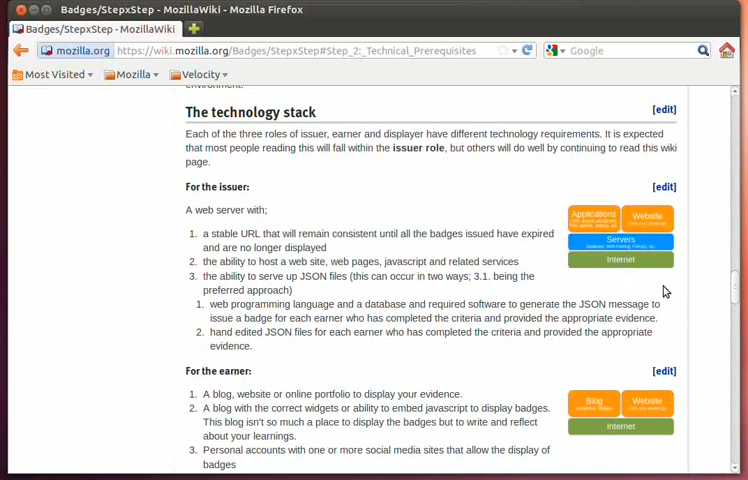 Badges/StepxStep - MozillaWiki - Mozilla Firefox
Badges/StepxStep - MozillaWiki
mozilla.org https://wiki.mozilla.org/Badges/StepxStep#Step_2:_Technical_Prerequisites
Google
Most Visited
Mozilla
Velocity
environment.
The technology stack
[edit]
Each of the three roles of issuer, earner and displayer have different technology requirements. It is expected
that most people reading this will fall within the issuer role, but others will do well by continuing to read this wiki
page.
For the issuer:
[edit]
A web server with;
1. a stable URL that will remain consistent until all the badges issued have expired
and are no longer displayed
2. the ability to host a web site, web pages, javascript and related services
3. the ability to serve up JSON files (this can occur in two ways; 3.1. being the
preferred approach)
Applications
Website
Servers
Internet
1. web programming language and a database and required software to generate the JSON message to
issue a badge for each earner who has completed the criteria and provided the appropriate evidence.
2. hand edited JSON files for each earner who has completed the criteria and provided the appropriate
evidence.
For the earner:
[edit]
1. A blog, website or online portfolio to display your evidence.
2. A blog with the correct widgets or ability to embed javascript to display badges.
This blog isn't so much a place to display the badges but to write and reflect
about your learnings.
3. Personal accounts with one or more social media sites that allow the display of
badges
Blog
Website
Internet